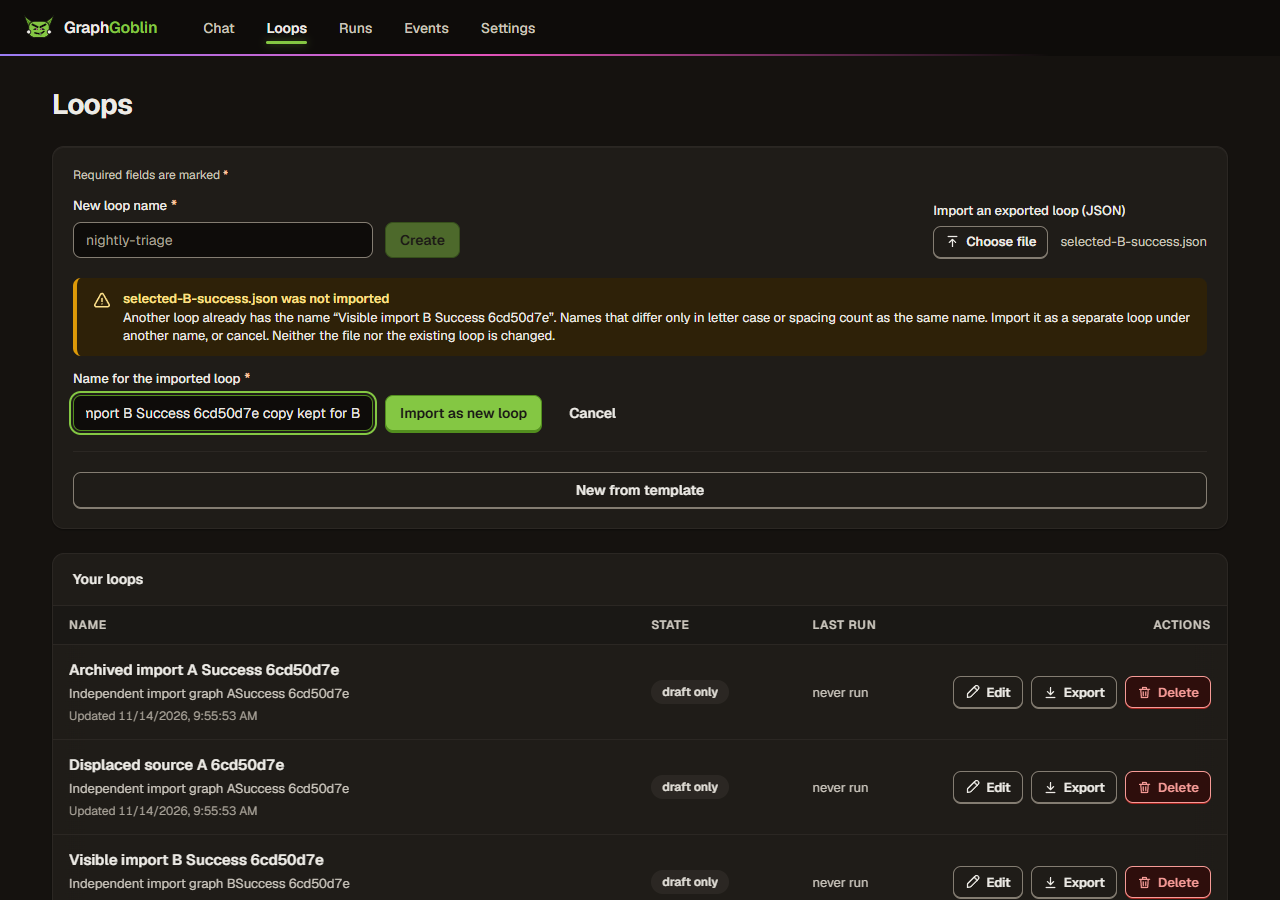 GraphGoblin
Chat
Loops
Runs
Events
Settings
Loops
Required fields are marked *
New loop name *
nightly-triage
Create
Import an exported loop (JSON)
Choose file
selected-B-success.json
selected-B-success.json was not imported
Another loop already has the name “Visible import B Success 6cd50d7e”. Names that differ only in letter case or spacing count as the same name. Import it as a separate loop under
another name, or cancel. Neither the file nor the existing loop is changed.
Name for the imported loop *
nport B Success 6cd50d7e copy kept for B
Import as new loop
Cancel
New from template
Your loops
NAME
STATE
LAST RUN
ACTIONS
Archived import A Success 6cd50d7e
Independent import graph ASuccess 6cd50d7e
Updated 11/14/2026, 9:55:53 AM
draft only
never run
Edit
Export
Delete
Displaced source A 6cd50d7e
Independent import graph ASuccess 6cd50d7e
Updated 11/14/2026, 9:55:53 AM
draft only
never run
Edit
Export
Delete
Visible import B Success 6cd50d7e
Independent import graph BSuccess 6cd50d7e
draft only
never run
Edit
Export
Delete